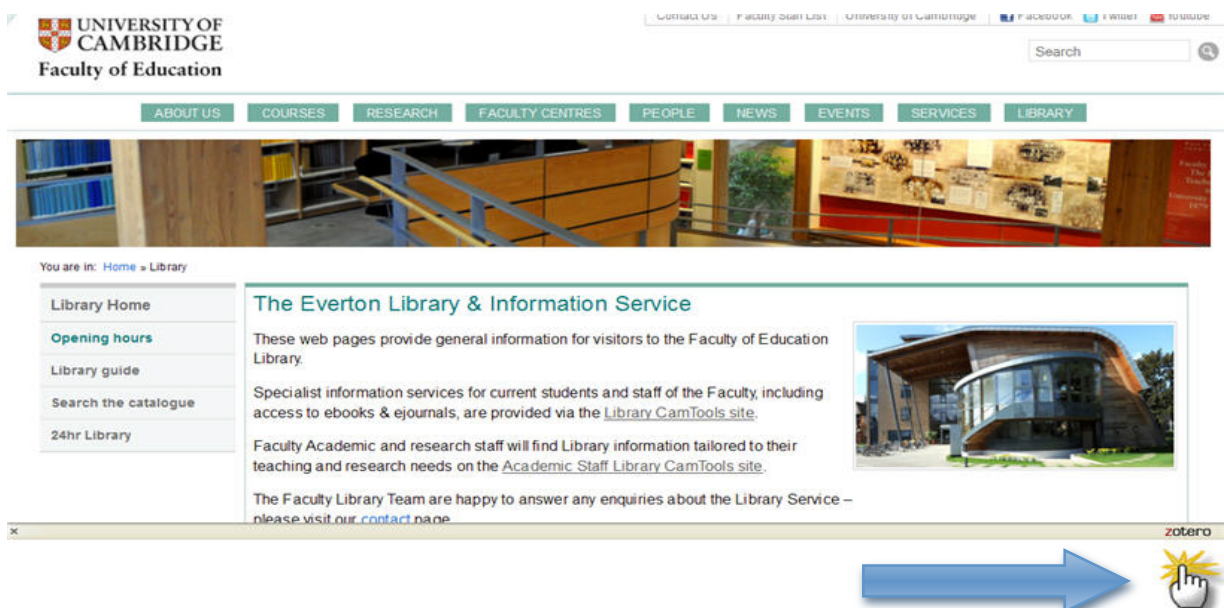 UNIVERSITY OF
CAMBRIDGE
Faculty of Education
Contact Us Faculty Staff List University of Cambridge Facebook Twitter Youtube
Search
ABOUT US COURSES RESEARCH FACULTY CENTRES PEOPLE NEWS EVENTS SERVICES LIBRARY
You are in: Home » Library
Library Home
Opening hours
Library guide
Search the catalogue
24hr Library
The Everton Library & Information Service
These web pages provide general information for visitors to the Faculty of Education
Library.
Specialist information services for current students and staff of the Faculty, including
access to ebooks & ejournals, are provided via the Library CamTools site.
Faculty Academic and research staff will find Library information tailored to their
teaching and research needs on the Academic Staff Library CamTools site.
The Faculty Library Team are happy to answer any enquiries about the Library Service –
please visit our contact page
× zotero